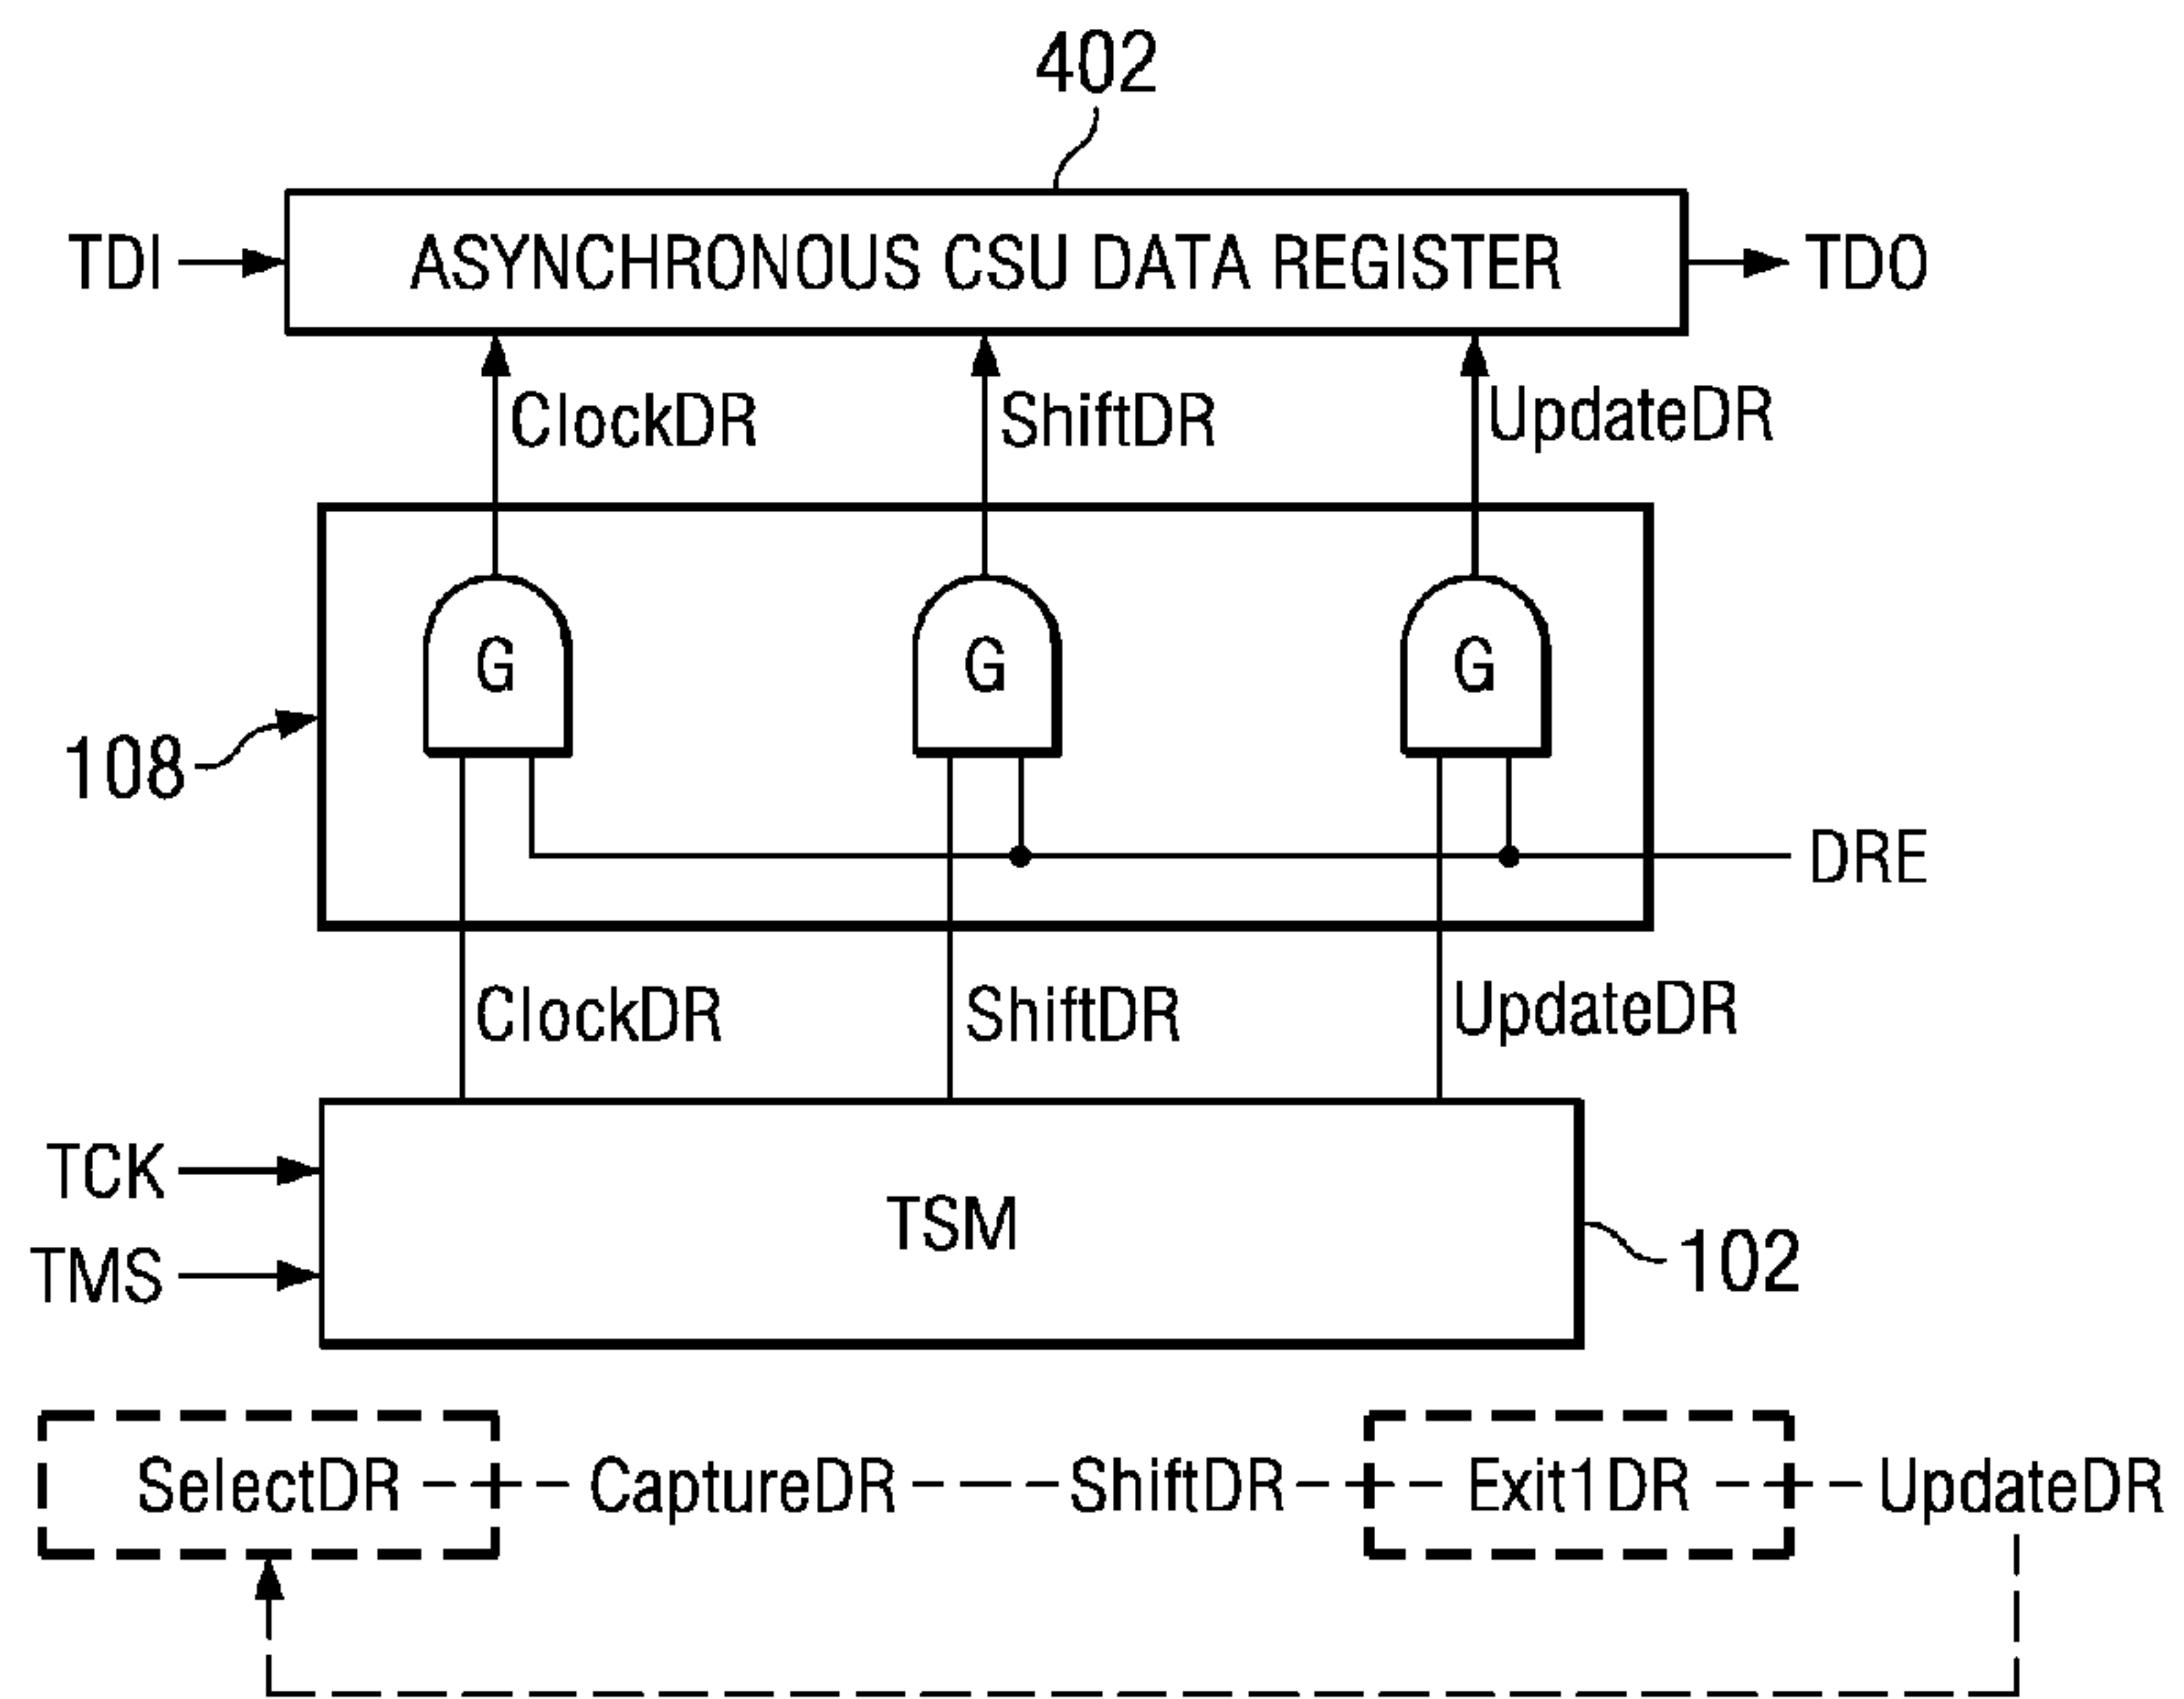 402
TDI ASYNCHRONOUS CSU DATA REGISTER TDO
ClockDR ShiftDR UpdateDR
G G G
108
DRE
ClockDR ShiftDR UpdateDR
TCK
TSM
TMS
102
SelectDR CaptureDR ShiftDR Exit1DR UpdateDR